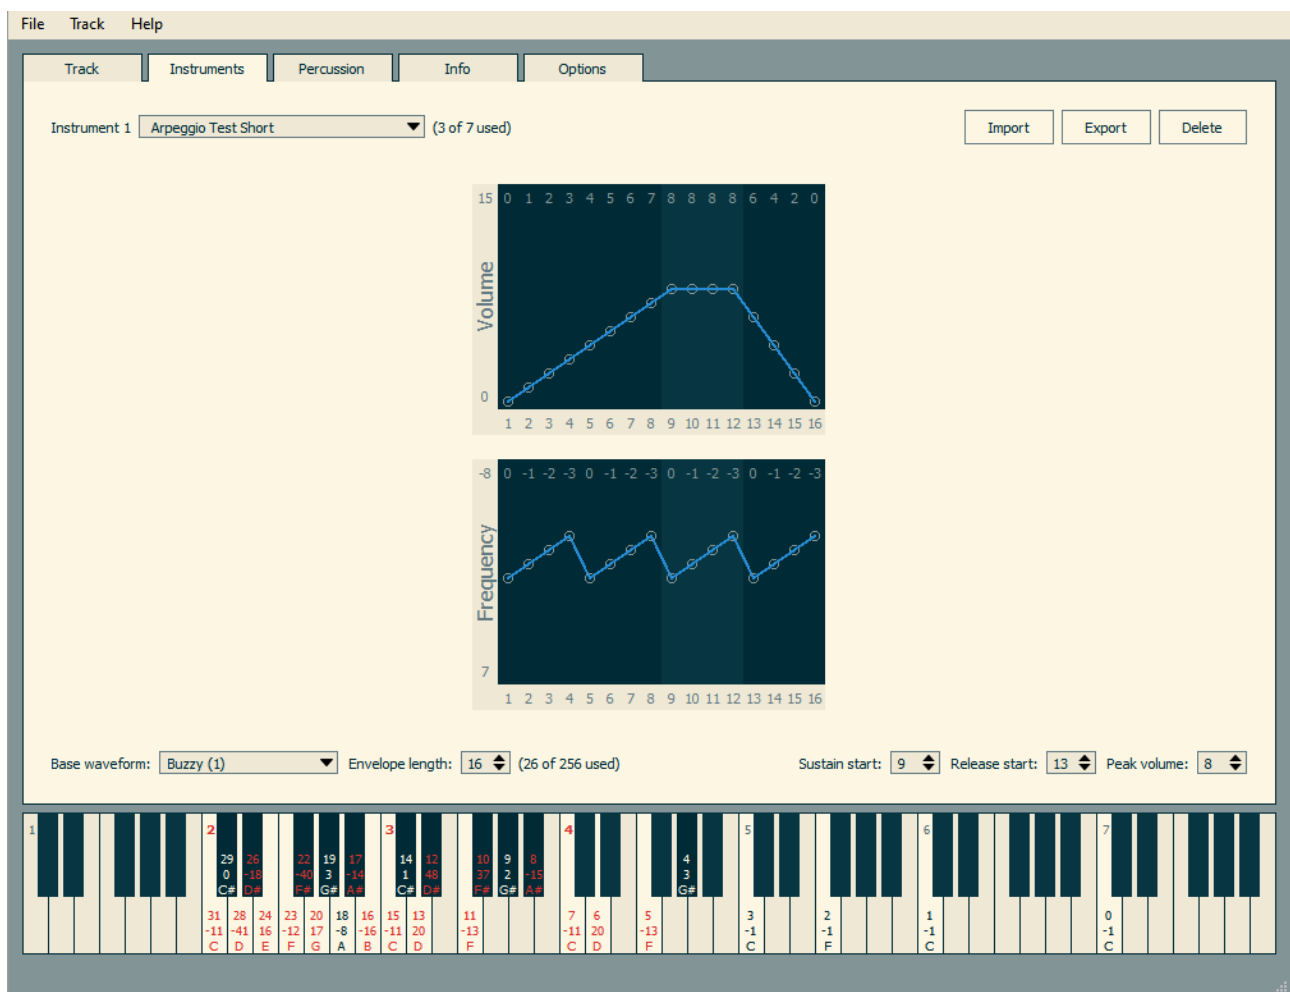 File Track Help
Track Instruments Percussion Info Options
Instrument 1 Arpeggio Test Short (3 of 7 used) Import Export Delete
15 0 1 2 3 4 5 6 7 8 8 8 8 6 4 2 0
Volume
0
1 2 3 4 5 6 7 8 9 10 11 12 13 14 15 16
-8 0 -1 -2 -3 0 -1 -2 -3 0 -1 -2 -3 0 -1 -2 -3
Frequency
7
1 2 3 4 5 6 7 8 9 10 11 12 13 14 15 16
Base waveform: Buzzy (1) Envelope length: 16 (26 of 256 used) Sustain start: 9 Release start: 13 Peak volume: 8
1 2 3 4 5 6 7
29 26 22 19 17 14 12 10 9 8 4
0 -18 -40 3 -14 1 48 37 2 -15 3
C# D# F# G# A# C# D# F# G# A# G#
31 28 24 23 20 18 16 15 13 11 7 6 5 3 2 1 0
-11 -41 16 -12 17 -8 -16 -11 20 -13 -11 20 -13 -1 -1 -1 -1
C D E F G A B C D F C D F C F C C